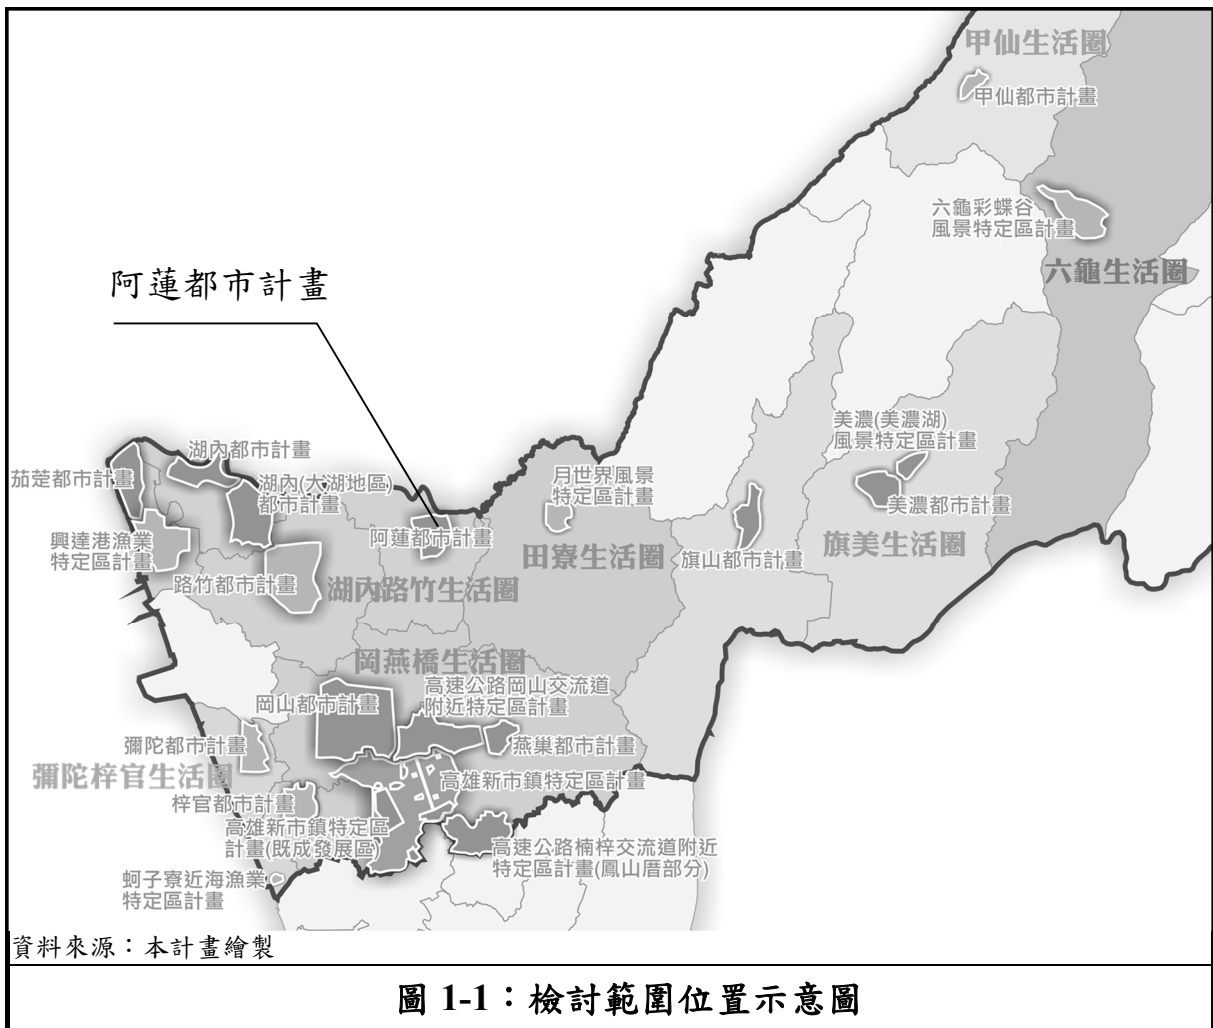 甲仙生活圈
甲仙都市計畫
六龜彩蝶谷
風景特定區計畫
六龜生活圈
阿蓮都市計畫
美濃(美濃湖)
風景特定區計畫
湖內都市計畫
茄萣都市計畫
湖內(大湖地區)
都市計畫
月世界風景
特定區計畫
美濃都市計畫
興達港漁業
特定區計畫
阿蓮都市計畫
田寮生活圈
旗山都市計畫
旗美生活圈
路竹都市計畫
湖內路竹生活圈
岡燕橋生活圈
高速公路岡山交流道
附近特定區計畫
岡山都市計畫
彌陀都市計畫
燕巢都市計畫
彌陀梓官生活圈
高雄新市鎮特定區計畫
梓官都市計畫
高雄新市鎮特定區
計畫(既成發展區)
高速公路楠梓交流道附近
特定區計畫(鳳山厝部分)
蚵子寮近海漁業
特定區計畫
資料來源：本計畫繪製
圖 1-1：檢討範圍位置示意圖